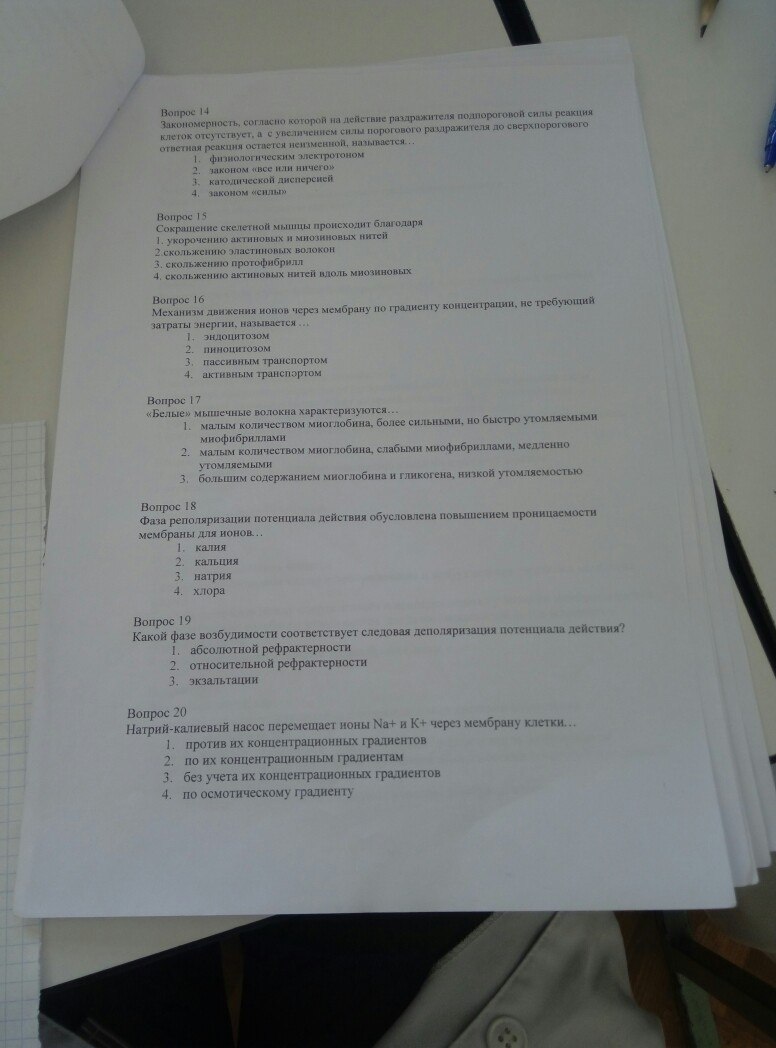 Вопрос 14
Закономерность, согласно которой на действие раздражителя подпороговой силы реакция
клеток отсутствует, а с увеличением силы порогового раздражителя до сверхпорогового
ответная реакция остается неизменной, называется…
1. физиологическим электротоном
2. законом «все или ничего»
3. католической дисперсией
4. законом «силы»
Вопрос 15
Сокращение скелетной мышцы происходит благодаря
1. укорочению актиновых и миозиновых нитей
2.скольжению эластиновых волокон
3. скольжению протофибрилл
4. скольжению актиновых нитей вдоль миозиновых
Вопрос 16
Механизм движения ионов через мембрану по градиенту концентрации, не требующий
затраты энергии, называется …
1. эндоцитозом
2. пиноцитозом
3. пассивным транспортом
4. активным транспортом
Вопрос 17
«Белые» мышечные волокна характеризуются…
1. малым количеством миоглобина, более сильными, но быстро утомляемыми
миофибриллами
2. малым количеством миоглобина, слабыми миофибриллами, медленно
утомляемыми
3. большим содержанием миоглобина и гликогена, низкой утомляемостью
Вопрос 18
Фаза реполяризации потенциала действия обусловлена повышением проницаемости
мембраны для ионов…
1. калия
2. кальция
3. натрия
4. хлора
Вопрос 19
Какой фазе возбудимости соответствует следовая деполяризация потенциала действия?
1. абсолютной рефрактерности
2. относительной рефрактерности
3. экзальтации
Вопрос 20
Натрий-калиевый насос перемещает ионы Na+ и K+ через мембрану клетки…
1. против их концентрационных градиентов
2. по их концентрационным градиентам
3. без учета их концентрационных градиентов
4. по осмотическому градиенту